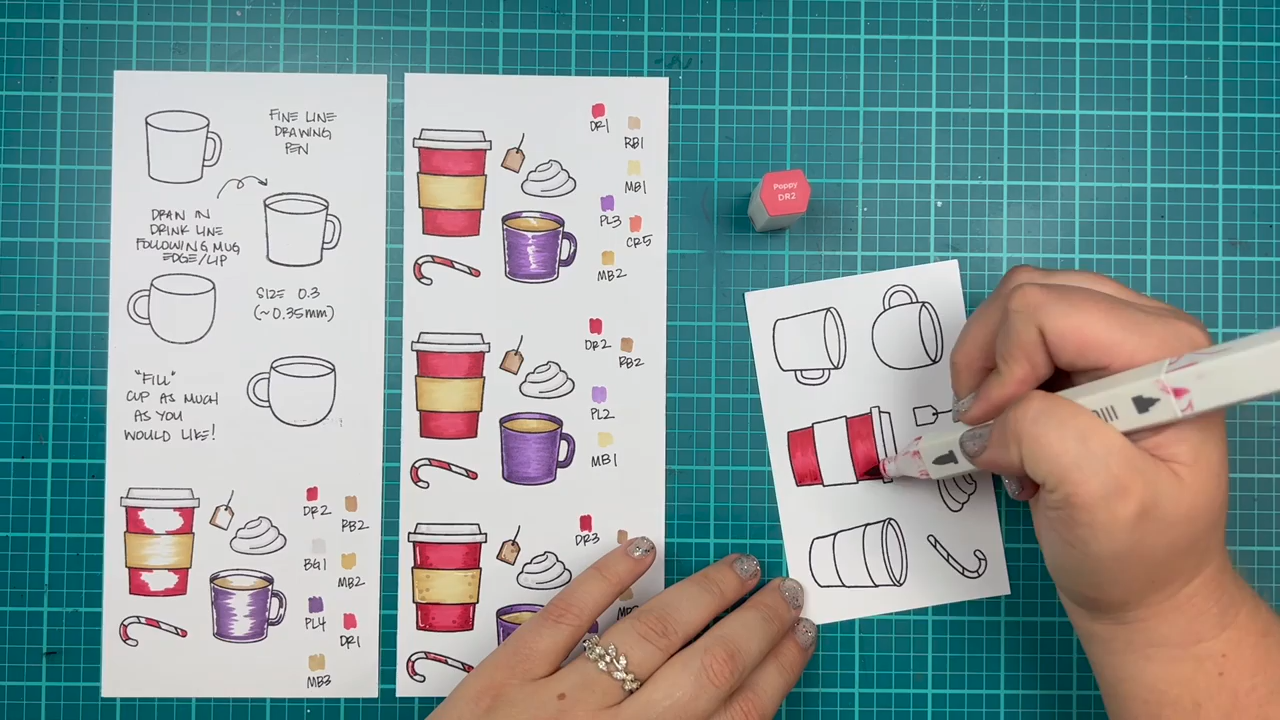 FINE LINE
DRAWING
PEN
DRAW IN
DRINK LINE
FOLLOWING MUG
EDGE/LIP
SIZE 0.3
(~0.35mm)
"FILL"
CUP AS MUCH
AS YOU
WOULD LIKE!
DR2
RB2
BG1
MB2
PL4
DR1
MB3
DR1
RB1
MB1
PL3
CR5
MB2
DR2
RB2
PL2
MB1
DR3
Poppy
DR2